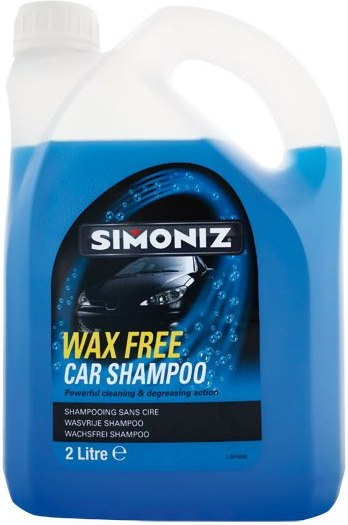 SIMONIZ
WAX FREE
CAR SHAMPOO
Powerful cleaning & degreasing action
SHAMPOOING SANS CIRE
WASVRIJE SHAMPOO
WACHSFREI SHAMPOO
2 Litre ℮